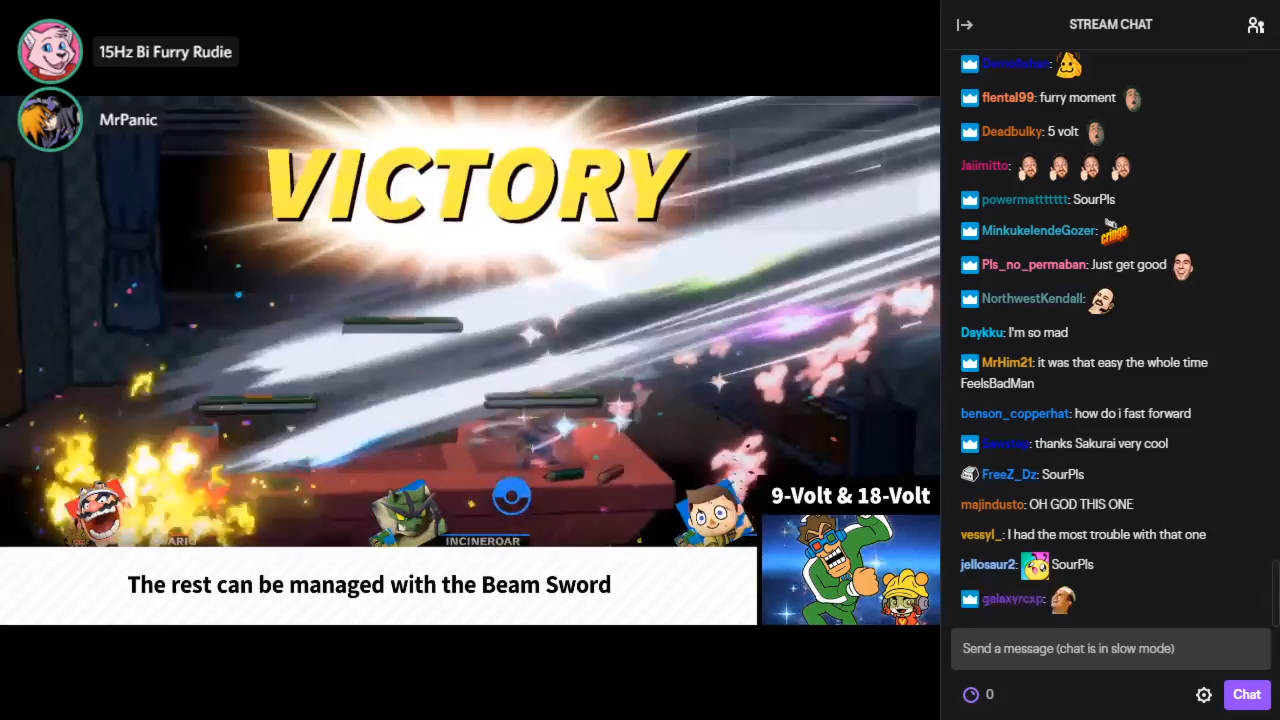 15Hz Bi Furry Rudie
MrPanic
VICTORY
INCINEROAR
9-Volt & 18-Volt
The rest can be managed with the Beam Sword
STREAM CHAT
flental99: furry moment
Deadbulky: 5 volt
Jaiimitto:
powermattttttt: SourPls
MinkukelendeGozer:
cringe
Pls_no_permaban: Just get good
NorthwestKendall:
Daykku: I'm so mad
MrHim21: it was that easy the whole time
FeelsBadMan
benson_copperhat: how do i fast forward
thanks Sakurai very cool
FreeZ_Dz: SourPls
majindusto: OH GOD THIS ONE
vessyl_: I had the most trouble with that one
jellosaur2: SourPls
galaxyrcxp:
Send a message (chat is in slow mode)
0
Chat